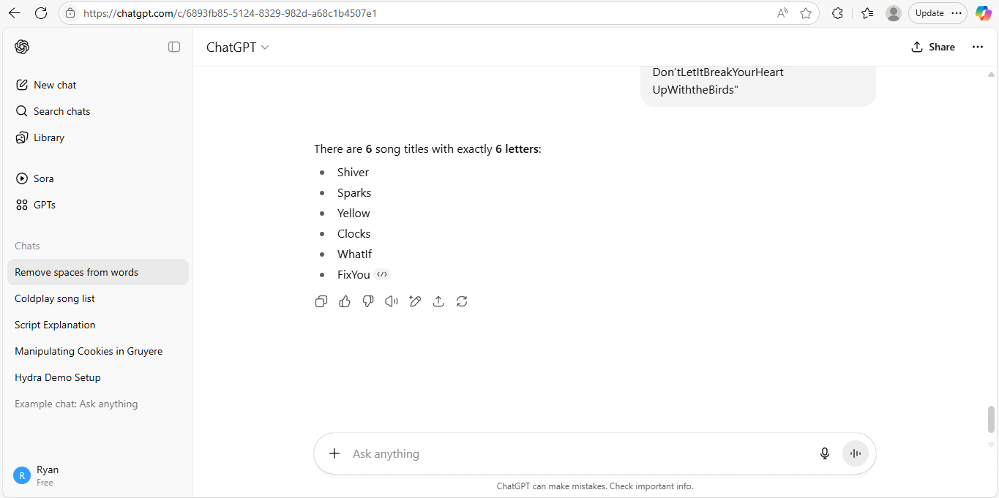 https://chatgpt.com/c/6893fb85-5124-8329-982d-a68c1b4507e1
Update
ChatGPT
Share
New chat
Search chats
Library
Sora
GPTs
Chats
Remove spaces from words
Coldplay song list
Script Explanation
Manipulating Cookies in Gruyere
Hydra Demo Setup
Example chat: Ask anything
R
Ryan
Free
Don’tLetItBreakYourHeart
UpWiththeBirds"
There are 6 song titles with exactly 6 letters:
Shiver
Sparks
Yellow
Clocks
WhatIf
FixYou
Ask anything
ChatGPT can make mistakes. Check important info.